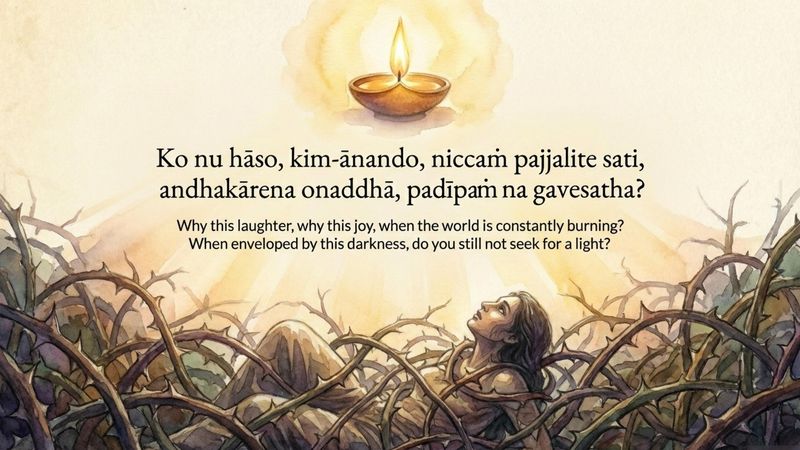 Ko nu hāso, kim-ānando, niccaṁ pajjalite sati,
andhakārena onaddhā, padīpaṁ na gavesatha?
Why this laughter, why this joy, when the world is constantly burning?
When enveloped by this darkness, do you still not seek for a light?